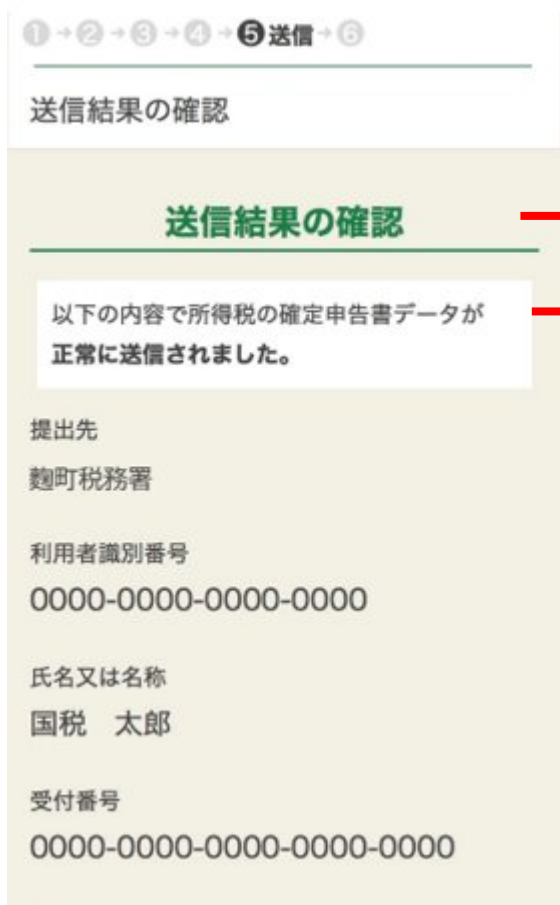 ❶→❷→❸→❹→❺送信→❻
送信結果の確認
送信結果の確認
以下の内容で所得税の確定申告書データが
正常に送信されました。
提出先
麴町税務署
利用者識別番号
0000-0000-0000-0000
氏名又は名称
国税　太郎
受付番号
0000-0000-0000-0000-0000